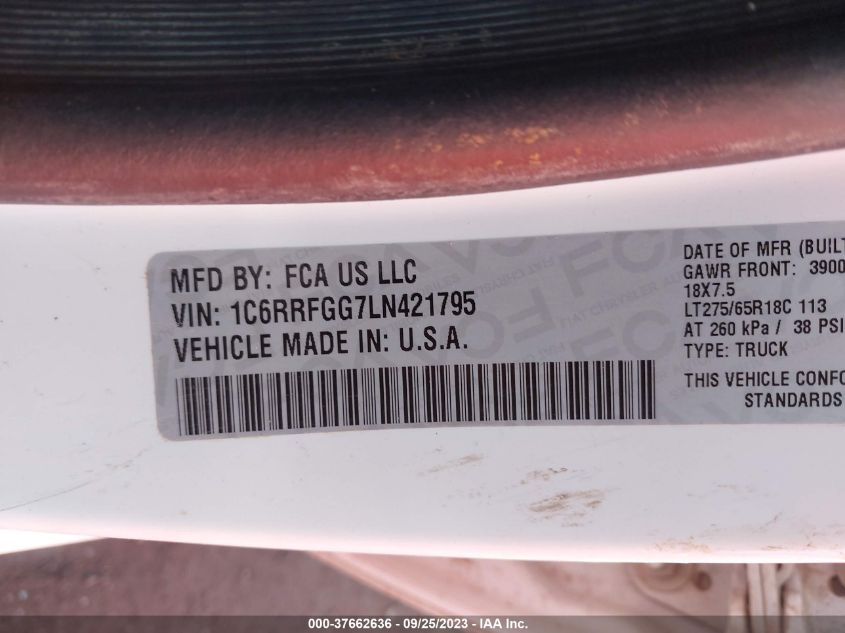 MFD BY: FCA US LLC
VIN: 1C6RRFGG7LN421795
VEHICLE MADE IN: U.S.A.
DATE OF MFR (BUILT
GAWR FRONT: 3900
18X7.5
LT275/65R18C 113
AT 260 kPa / 38 PSI
TYPE: TRUCK
THIS VEHICLE CONFO
STANDARDS
000-37662636 - 09/25/2023 - IAA Inc.